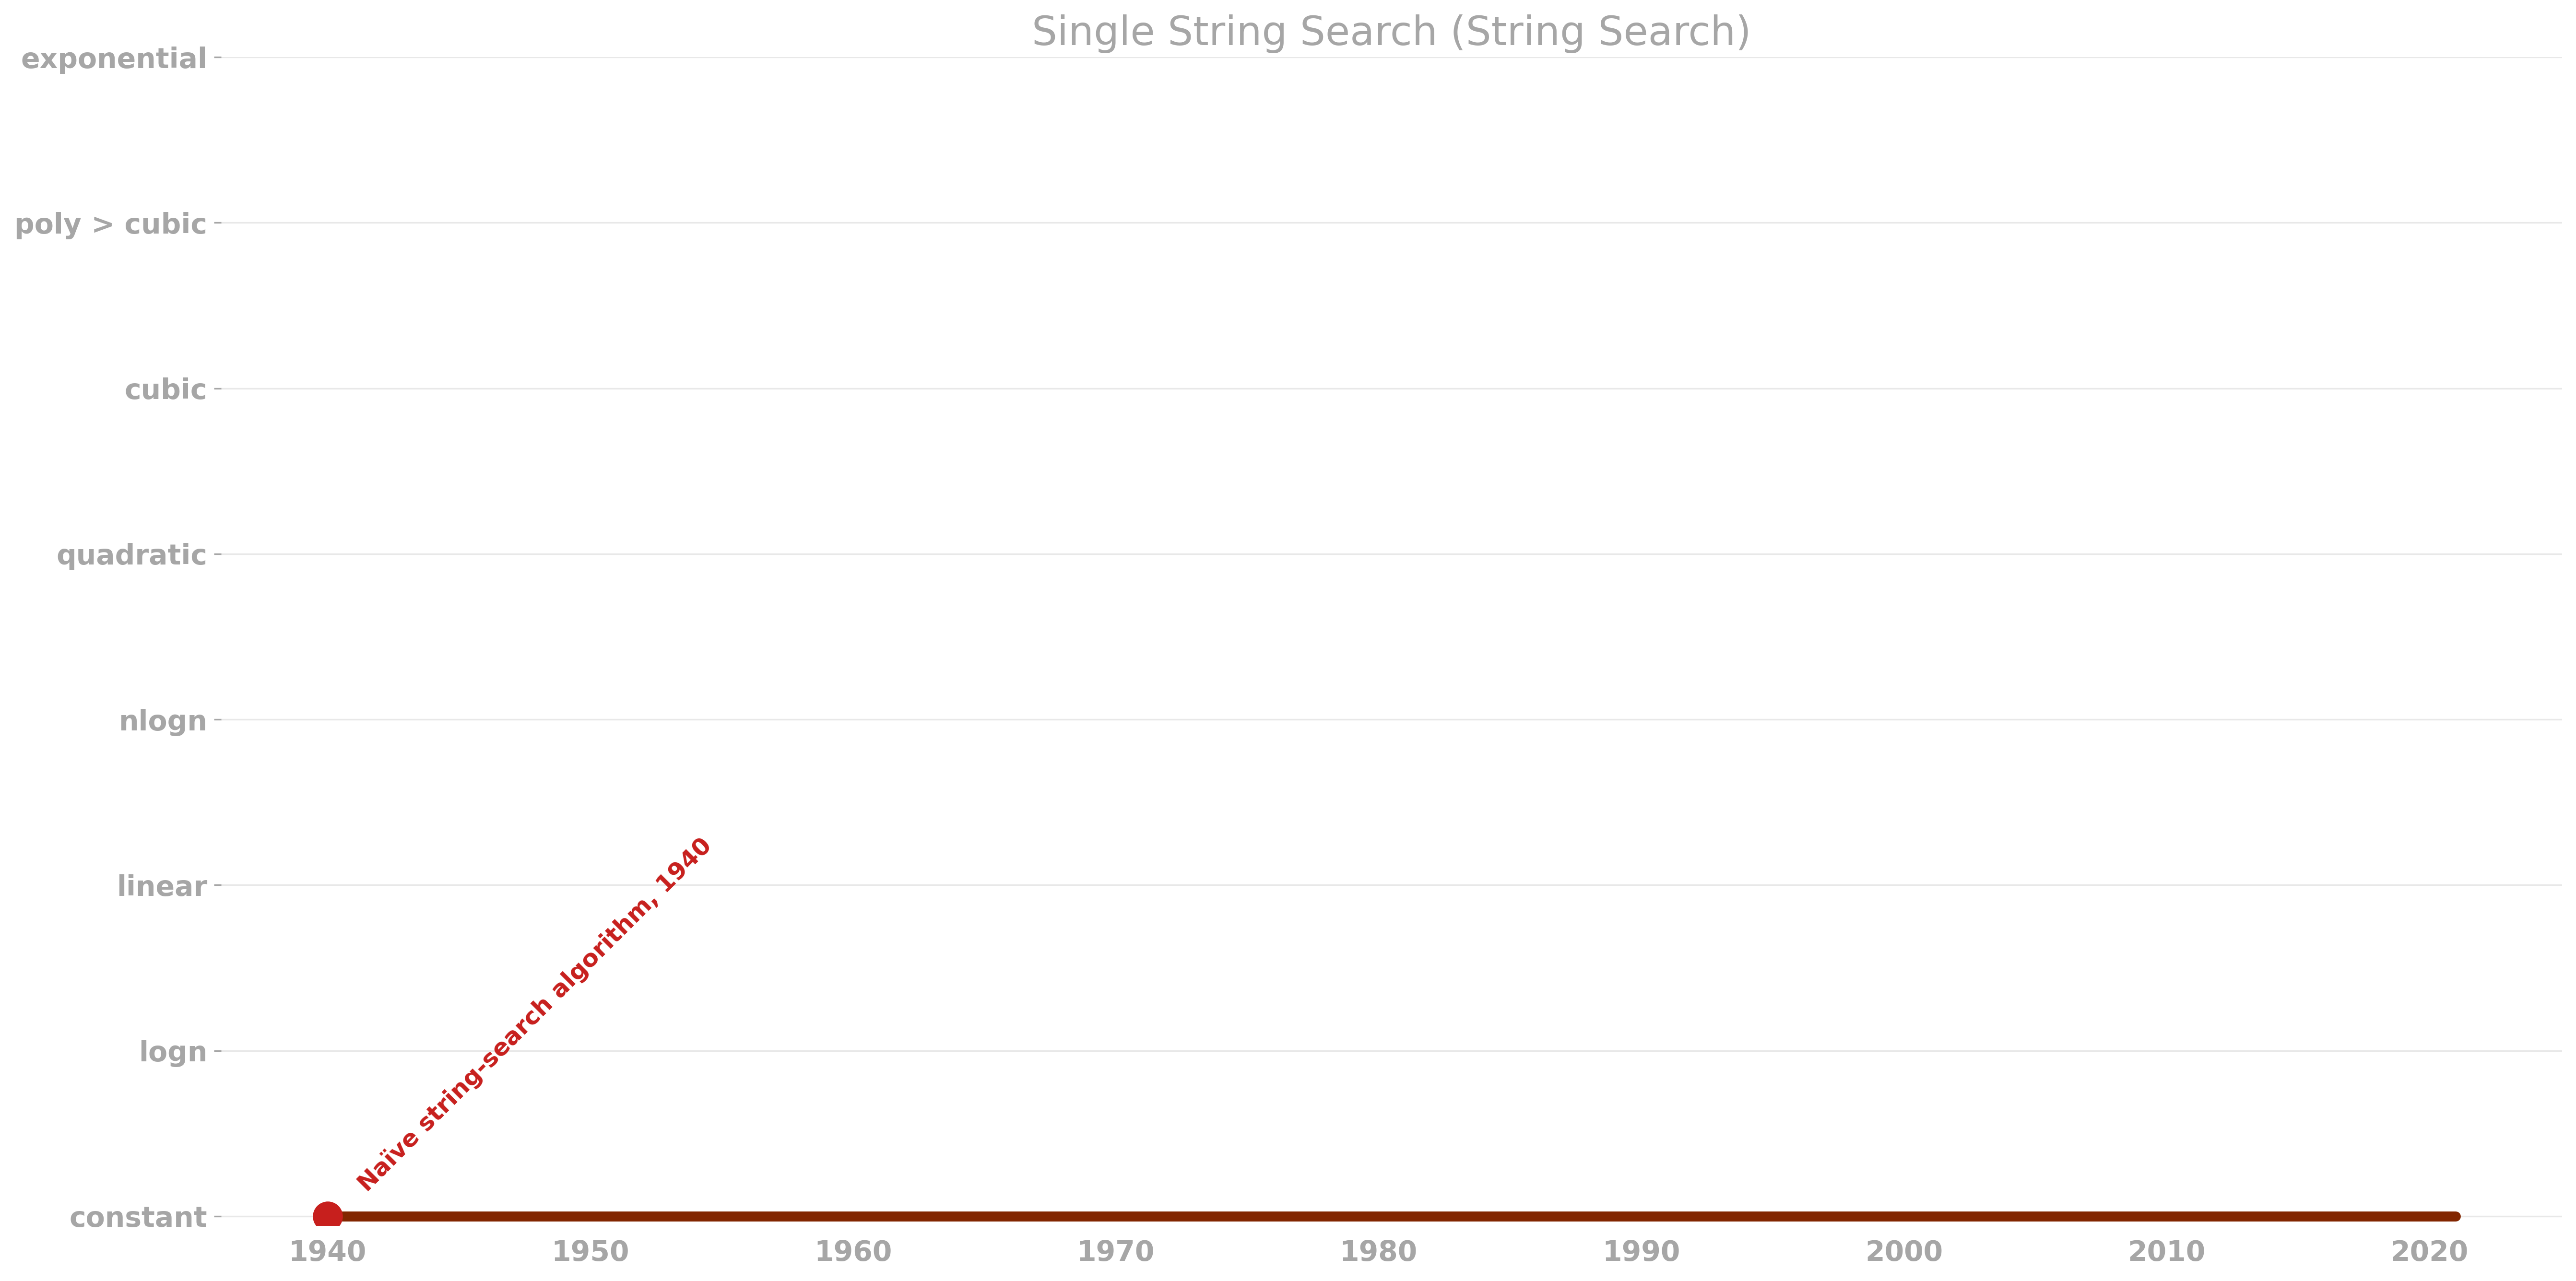 Single String Search (String Search)
exponential
poly > cubic
cubic
quadratic
nlogn
linear
logn
constant
Naïve string-search algorithm, 1940
1940 1950 1960 1970 1980 1990 2000 2010 2020